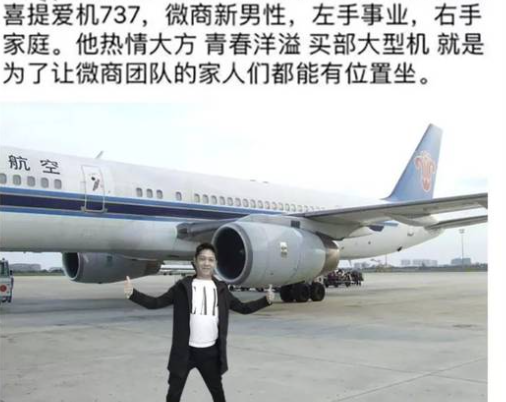 喜提爱机737，微商新男性，左手事业，右手
家庭。他热情大方 青春洋溢 买部大型机 就是
为了让微商团队的家人们都能有位置坐。
航空